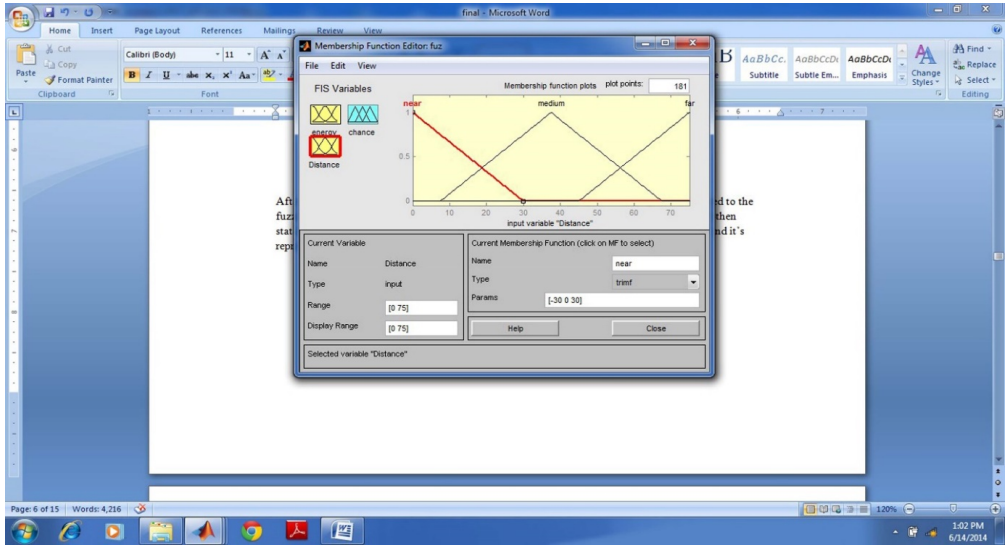 final - Microsoft Word
Home Insert Page Layout References Mailings Review View
Paste
Cut
Copy
Format Painter
Clipboard
Calibri (Body) 11
Font
AaBbCc. AaBbCcDi AaBbCcDi
Subtitle Subtle Em... Emphasis
Change Styles
Find
Replace
Select
Editing
Membership Function Editor: fuz
File Edit View
FIS Variables
energy chance
Distance
Membership function plots plot points: 181
near medium far
1
0.5
0
0 10 20 30 40 50 60 70
input variable "Distance"
Current Variable
Name Distance
Type input
Range [0 75]
Display Range [0 75]
Current Membership Function (click on MF to select)
Name near
Type trimf
Params [-30 0 30]
Help Close
Selected variable "Distance"
ed to the
then
nd it's
Page: 6 of 15 Words: 4,216
120%
1:02 PM
6/14/2014